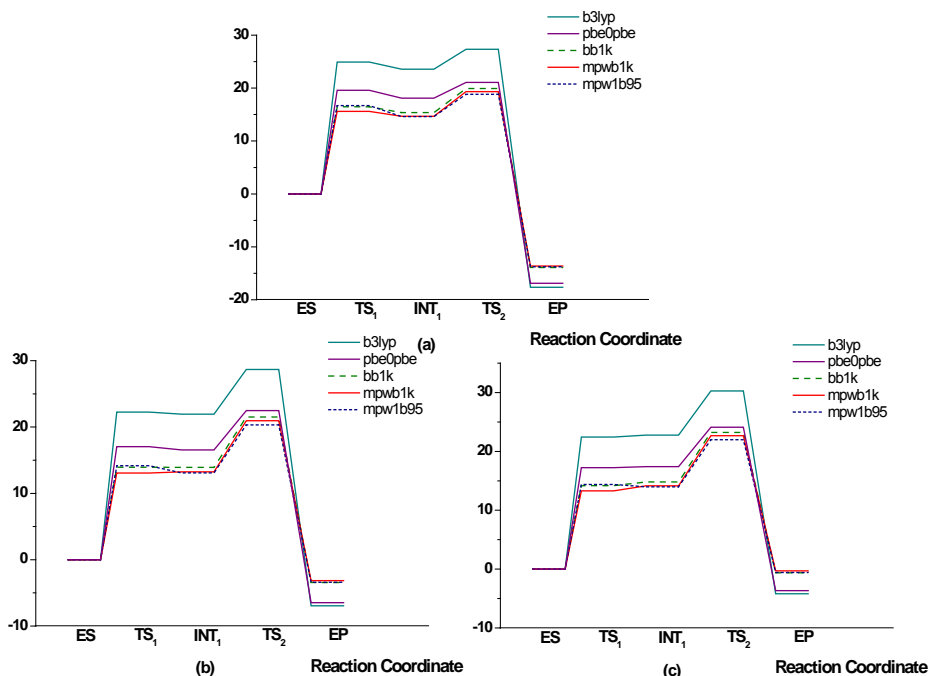 b3lyp
pbe0pbe
bb1k
mpwb1k
mpw1b95
30
20
10
0
-10
-20
ES TS1 INT1 TS2 EP
(a) Reaction Coordinate
b3lyp
pbe0pbe
bb1k
mpwb1k
mpw1b95
30
20
10
0
-10
ES TS1 INT1 TS2 EP
(b) Reaction Coordinate
b3lyp
pbe0pbe
bb1k
mpwb1k
mpw1b95
30
20
10
0
-10
ES TS1 INT1 TS2 EP
(c) Reaction Coordinate